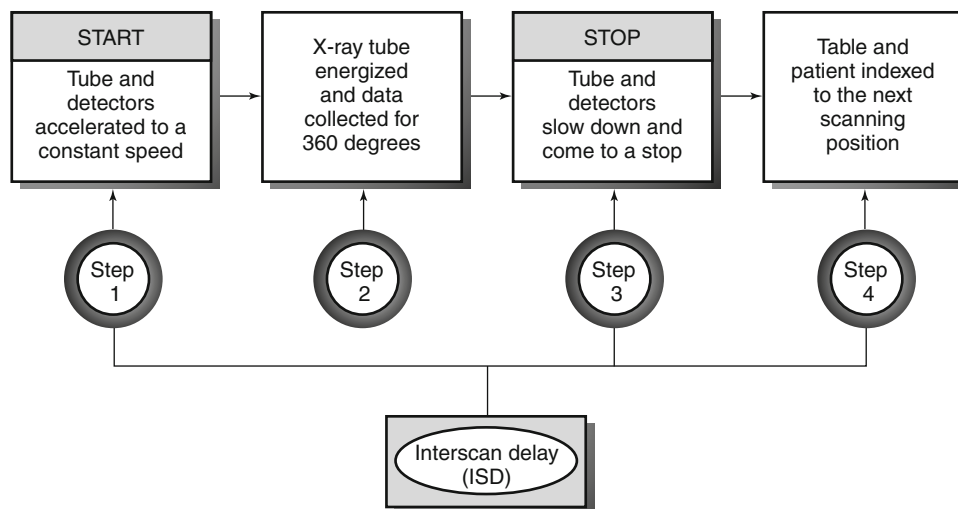 START
Tube and
detectors
accelerated to a
constant speed
X-ray tube
energized
and data
collected for
360 degrees
STOP
Tube and
detectors
slow down and
come to a stop
Table and
patient indexed
to the next
scanning
position
Step
1
Step
2
Step
3
Step
4
Interscan delay
(ISD)